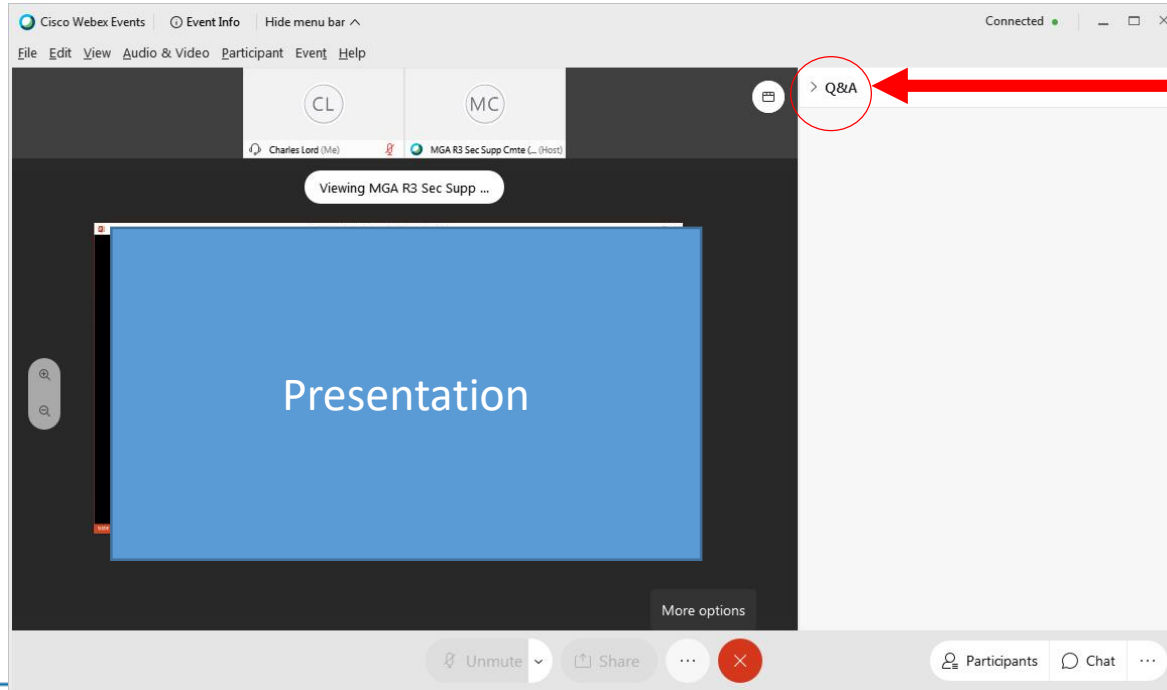 Cisco Webex Events Event Info Hide menu bar Connected
File Edit View Audio & Video Participant Event Help
CL MC
Q&A
Charles Lord (Me) MGA R3 Sec Supp Cmte (... (Host)
Viewing MGA R3 Sec Supp ...
Presentation
More options
Unmute Share ... Participants Chat ...